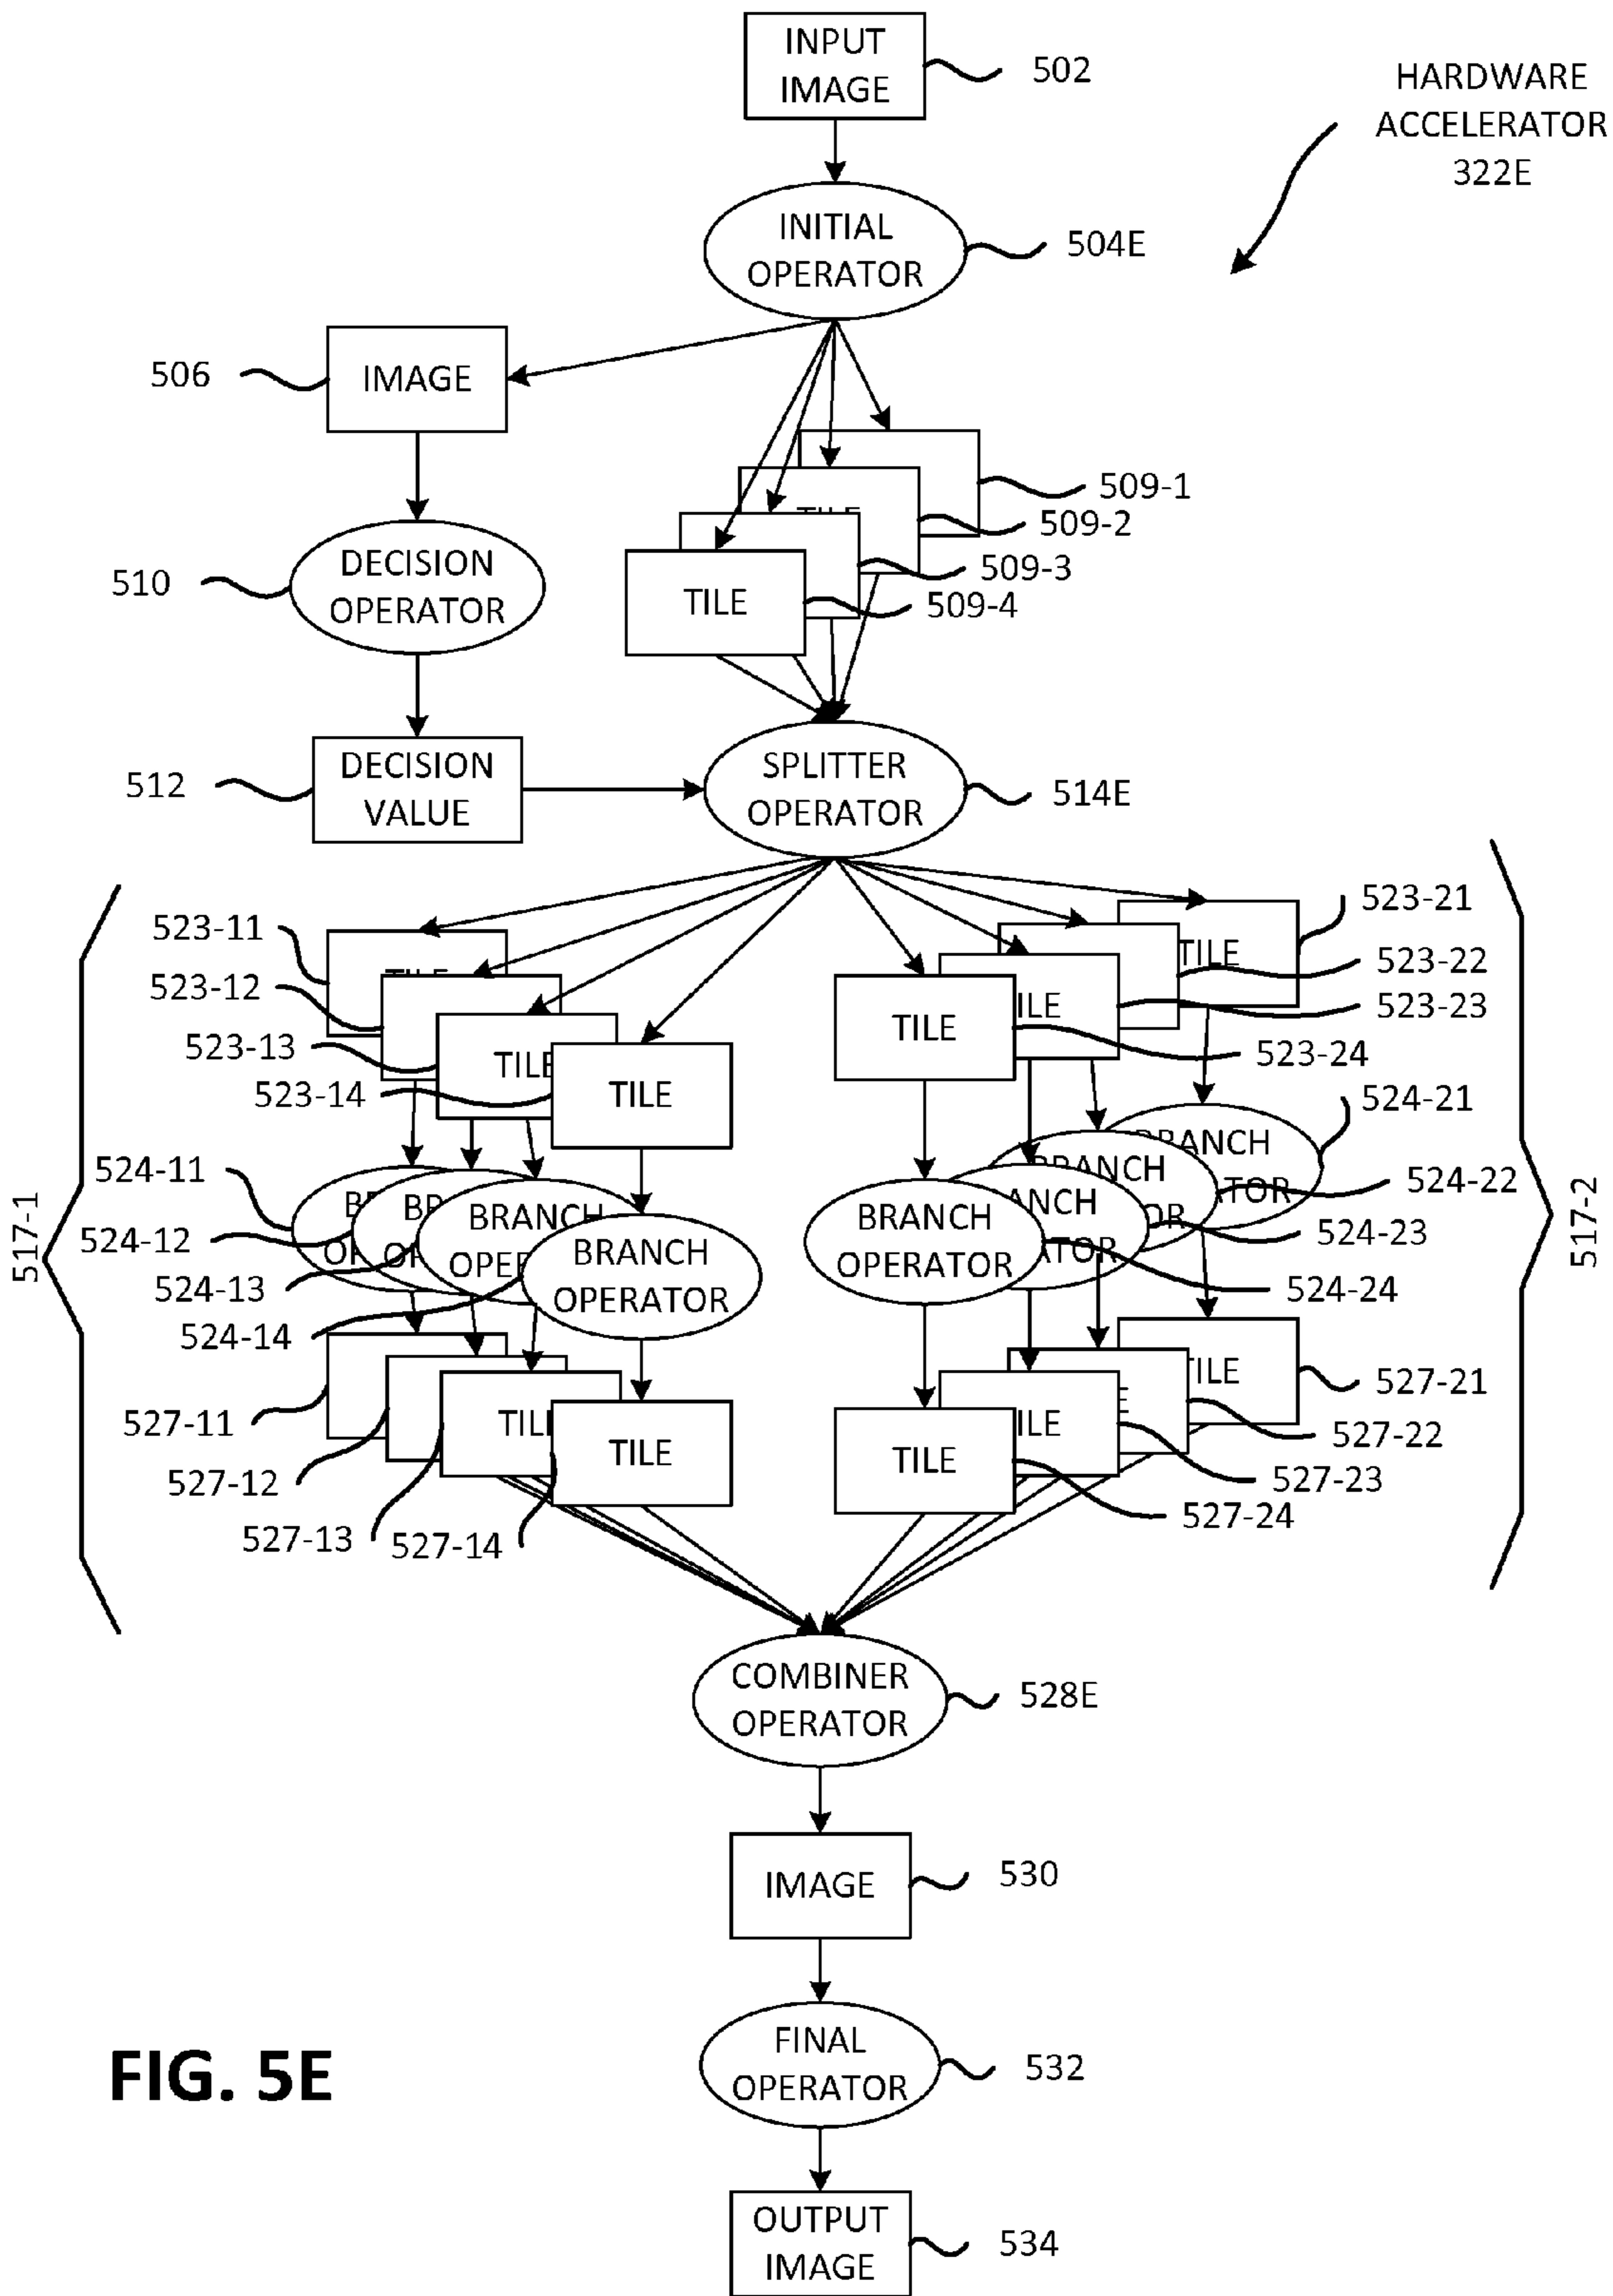 INPUT
IMAGE
502
HARDWARE
ACCELERATOR
322E
INITIAL
OPERATOR
504E
506
IMAGE
509-1
509-2
509-3
TILE
509-4
510
DECISION
OPERATOR
512
DECISION
VALUE
SPLITTER
OPERATOR
514E
517-1
517-2
523-11
523-12
523-13
523-14
TILE
TILE
TILE
TILE
523-21
523-22
523-23
523-24
524-11
524-12
524-13
524-14
BRANCH
BRANCH
OPERATOR
BRANCH
OPERATOR
BRANCH
BRANCH
524-21
524-22
524-23
524-24
527-11
527-12
527-13
527-14
TILE
TILE
TILE
527-21
527-22
527-23
527-24
COMBINER
OPERATOR
528E
IMAGE
530
FINAL
OPERATOR
532
FIG. 5E
OUTPUT
IMAGE
534